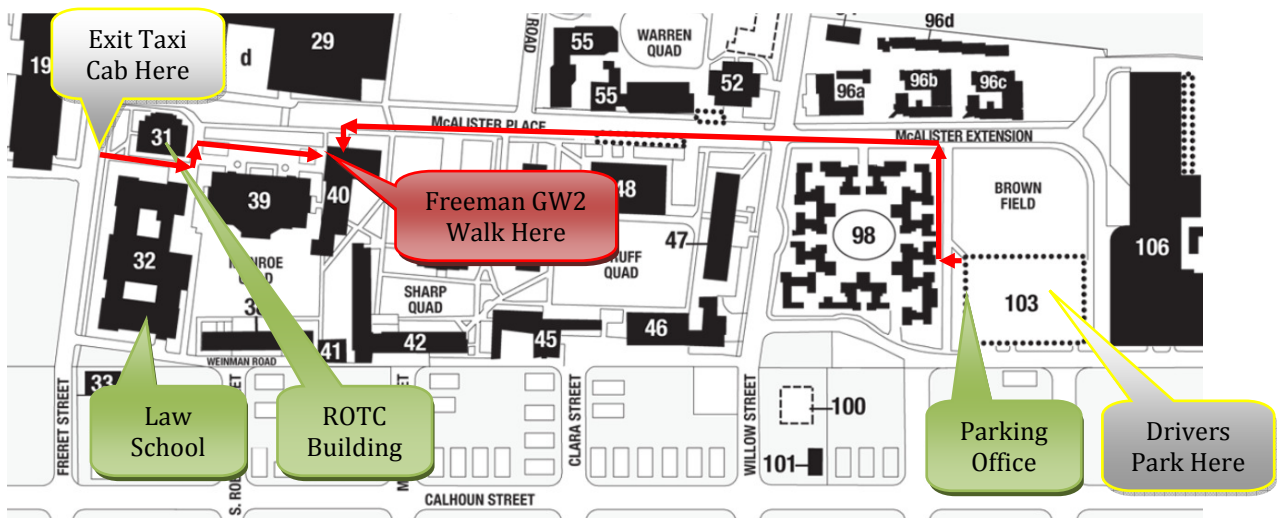 Exit Taxi
Cab Here
19
d
29
ROAD
55
WARREN
QUAD
55
52
96d
96a
96b
96c
31
McALISTER PLACE
McALISTER EXTENSION
39
40
Freeman GW2
Walk Here
48
47
98
BROWN
FIELD
106
32
QUAD
QUAD
SHARP
QUAD
103
42
41
45
46
WEINMAN ROAD
33
Law
School
ROTC
Building
100
101
Parking
Office
Drivers
Park Here
FRERET STREET
CLARA STREET
WILLOW STREET
CALHOUN STREET